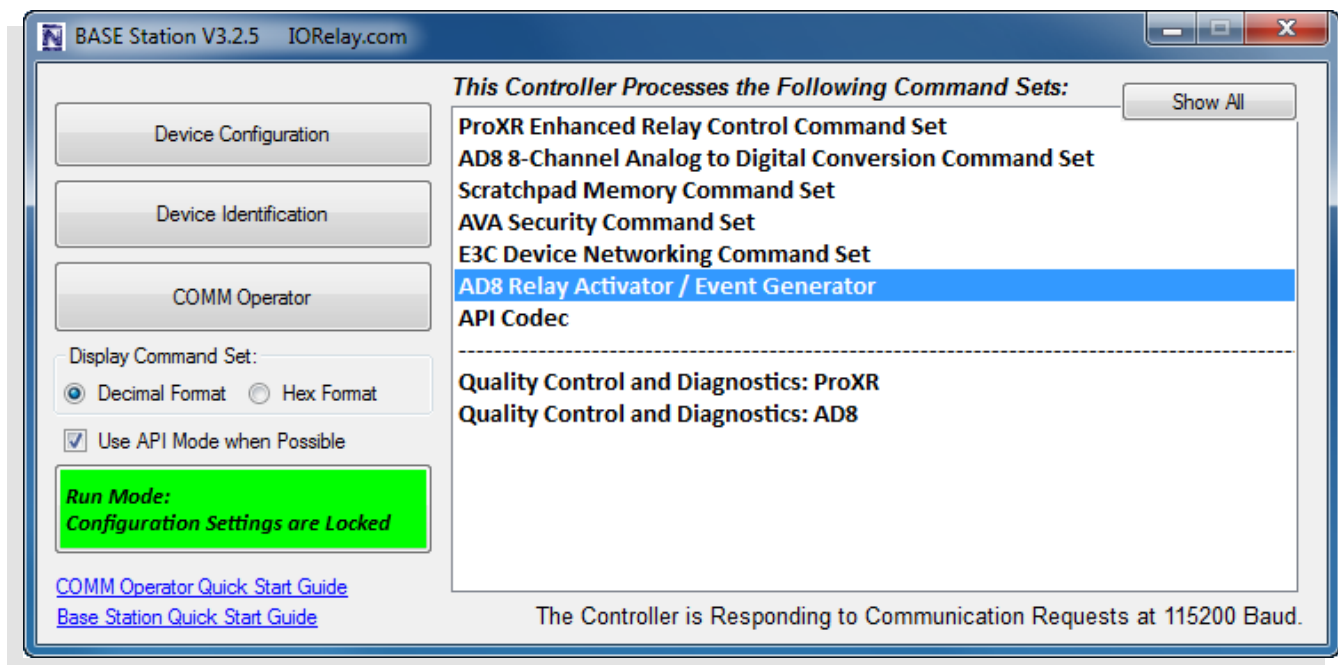 BASE Station V3.2.5 IORelay.com
This Controller Processes the Following Command Sets:
Show All
Device Configuration
Device Identification
COMM Operator
Display Command Set:
Decimal Format Hex Format
Use API Mode when Possible
Run Mode:
Configuration Settings are Locked
COMM Operator Quick Start Guide
Base Station Quick Start Guide
ProXR Enhanced Relay Control Command Set
AD8 8-Channel Analog to Digital Conversion Command Set
Scratchpad Memory Command Set
AVA Security Command Set
E3C Device Networking Command Set
AD8 Relay Activator / Event Generator
API Codec
Quality Control and Diagnostics: ProXR
Quality Control and Diagnostics: AD8
The Controller is Responding to Communication Requests at 115200 Baud.